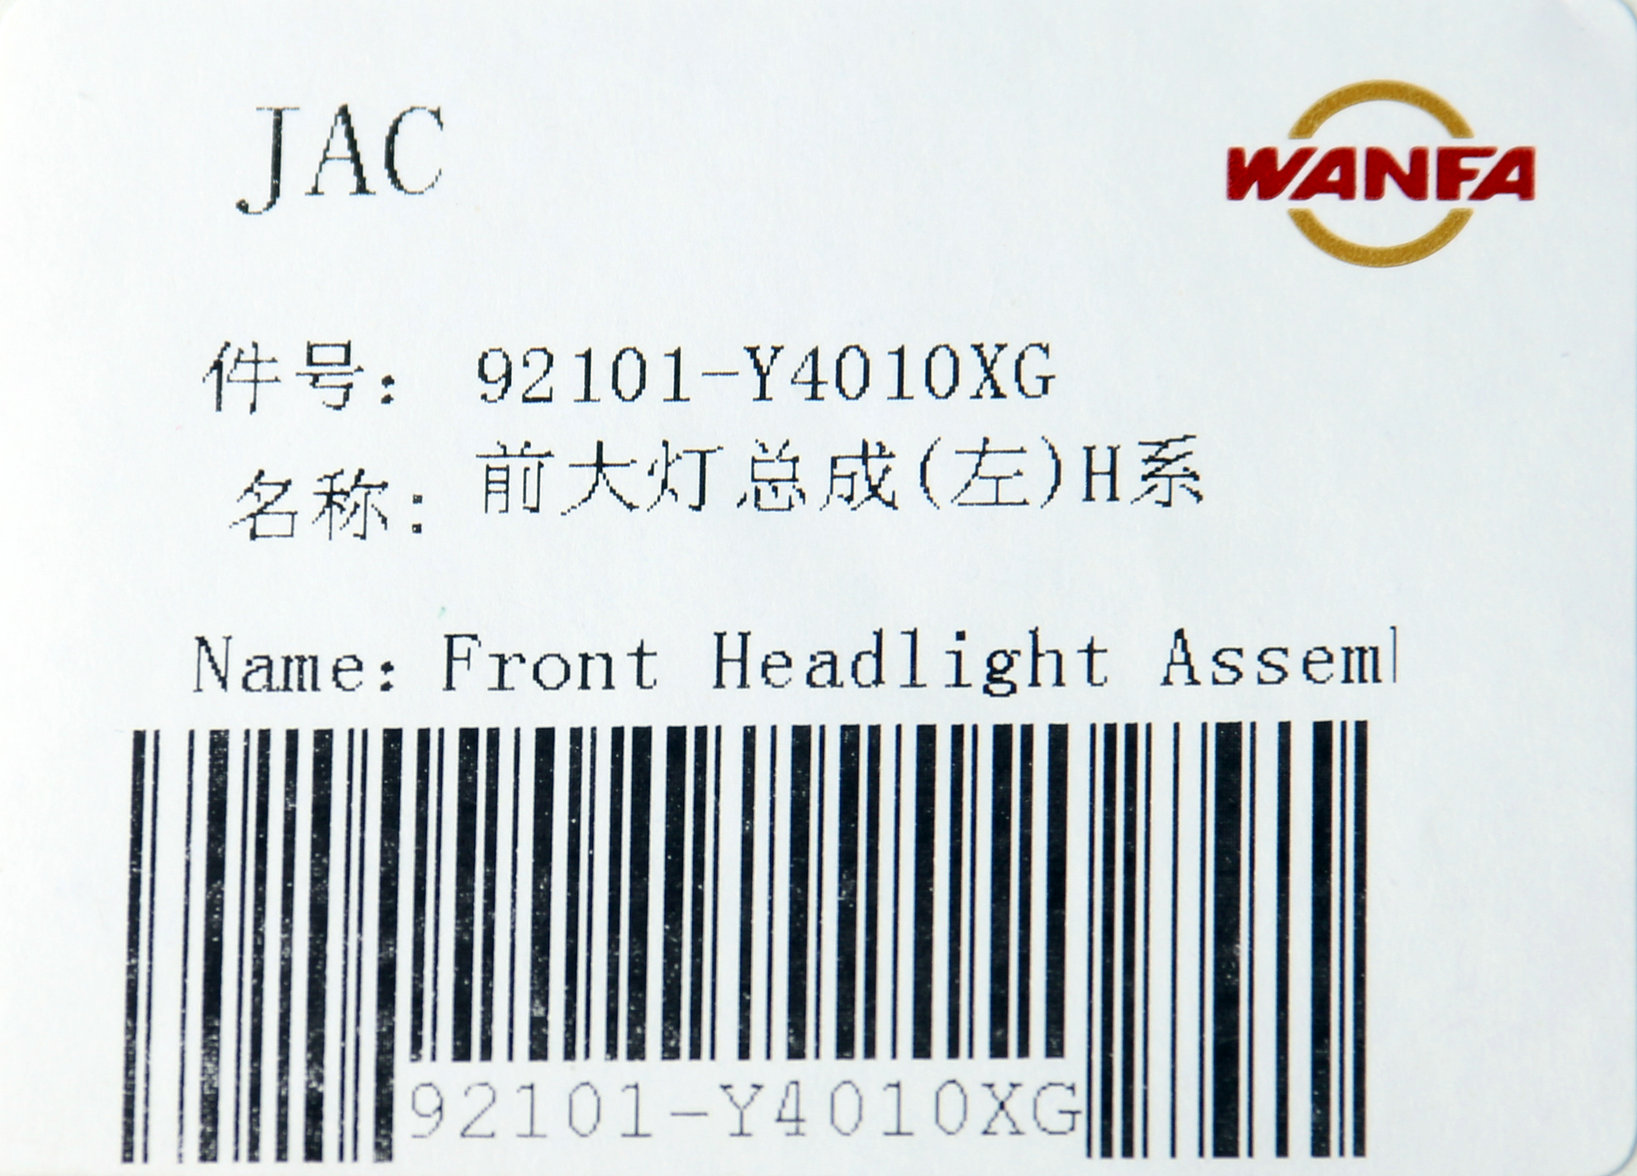 JAC
WANFA
件号: 92101-Y4010XG
名称: 前大灯总成(左)H系
Name: Front Headlight Assem
92101-Y4010XG